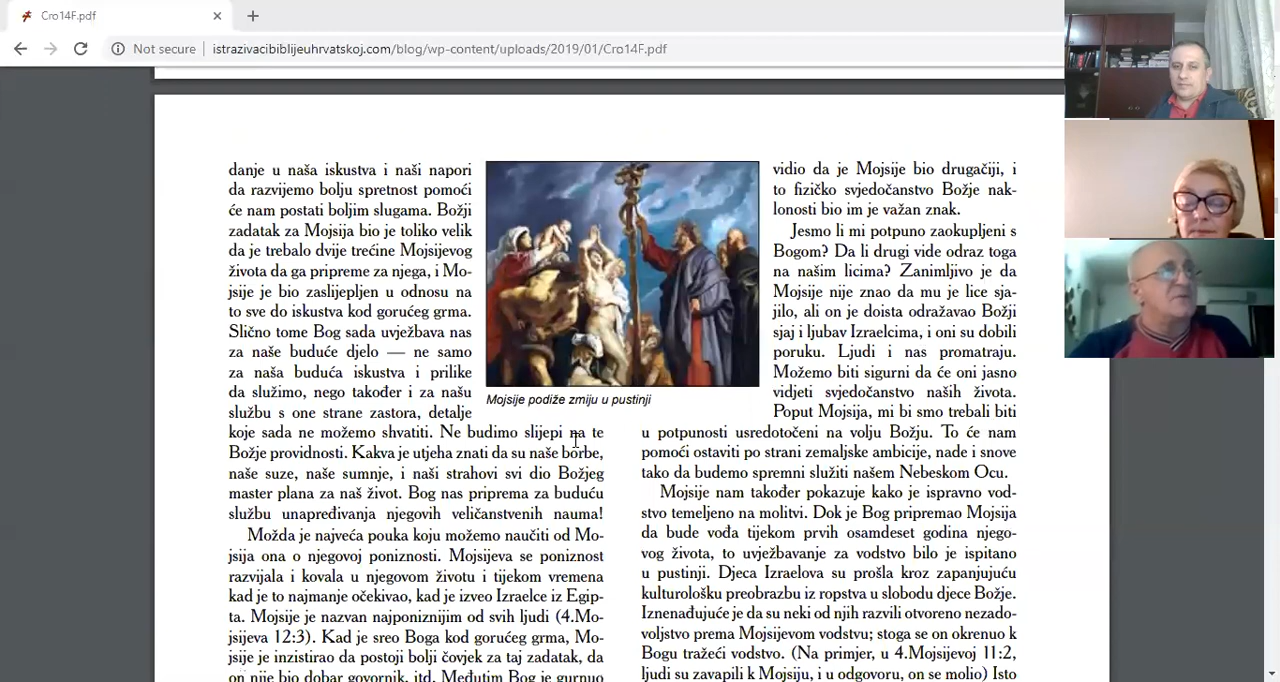 Cro14F.pdf
Not secure
istrazivacibiblijeuhrvatskoj.com/blog/wp-content/uploads/2019/01/Cro14F.pdf
danje u naša iskustva i naši napori
da razvijemo bolju spretnost pomoći
će nam postati boljim slugama. Božji
zadatak za Mojsija bio je toliko velik
da je trebalo dvije trećine Mojsijevog
života da ga pripreme za njega, i Mo-
jsije je bio zaslijepljen u odnosu na
to sve do iskustva kod gorućeg grma.
Slično tome Bog sada uvježbava nas
za naše buduće djelo — ne samo
za naša buduća iskustva i prilike
da služimo, nego također i za našu
službu s one strane zastora, detalje
koje sada ne možemo shvatiti. Ne budimo slijepi na te
Božje providnosti. Kakva je utjeha znati da su naše borbe,
naše suze, naše sumnje, i naši strahovi svi dio Božjeg
master plana za naš život. Bog nas priprema za buduću
službu unapređivanja njegovih veličanstvenih nauma!
Možda je najveća pouka koju možemo naučiti od Mo-
jsija ona o njegovoj poniznosti. Mojsijeva se poniznost
razvijala i kovala u njegovom životu i tijekom vremena
kad je to najmanje očekivao, kad je izveo Izraelce iz Egip-
ta. Mojsije je nazvan najponiznijim od svih ljudi (4.Mo-
jsijeva 12:3). Kad je sreo Boga kod gorućeg grma, Mo-
jsije je inzistirao da postoji bolji čovjek za taj zadatak, da
on nije bio dobar govornik, itd. Međutim Bog je gurnuo
Mojsije podiže zmiju u pustinji
vidio da je Mojsije bio drugačiji, i
to fizičko svjedočanstvo Božje nak-
lonosti bio im je važan znak.
Jesmo li mi potpuno zaokupljeni s
Bogom? Da li drugi vide odraz toga
na našim licima? Zanimljivo je da
Mojsije nije znao da mu je lice sja-
jilo, ali on je doista odražavao Božji
sjaj i ljubav Izraelcima, i oni su dobili
poruku. Ljudi i nas promatraju.
Možemo biti sigurni da će oni jasno
vidjeti svjedočanstvo naših života.
Poput Mojsija, mi bi smo trebali biti
u potpunosti usredotočeni na volju Božju. To će nam
pomoći ostaviti po strani zemaljske ambicije, nade i snove
tako da budemo spremni služiti našem Nebeskom Ocu.
Mojsije nam također pokazuje kako je ispravno vod-
stvo temeljeno na molitvi. Dok je Bog pripremao Mojsija
da bude vođa tijekom prvih osamdeset godina njego-
vog života, to uvježbavanje za vodstvo bilo je ispitano
u pustinji. Djeca Izraelova su prošla kroz zapanjujuću
kulturološku preobrazbu iz ropstva u slobodu djece Božje.
Iznenađujuće je da su neki od njih razvili otvoreno nezado-
voljstvo prema Mojsijevom vodstvu; stoga se on okrenuo k
Bogu tražeći vodstvo. (Na primjer, u 4.Mojsijevoj 11:2,
ljudi su zavapili k Mojsiju, i u odgovoru, on se molio) Isto